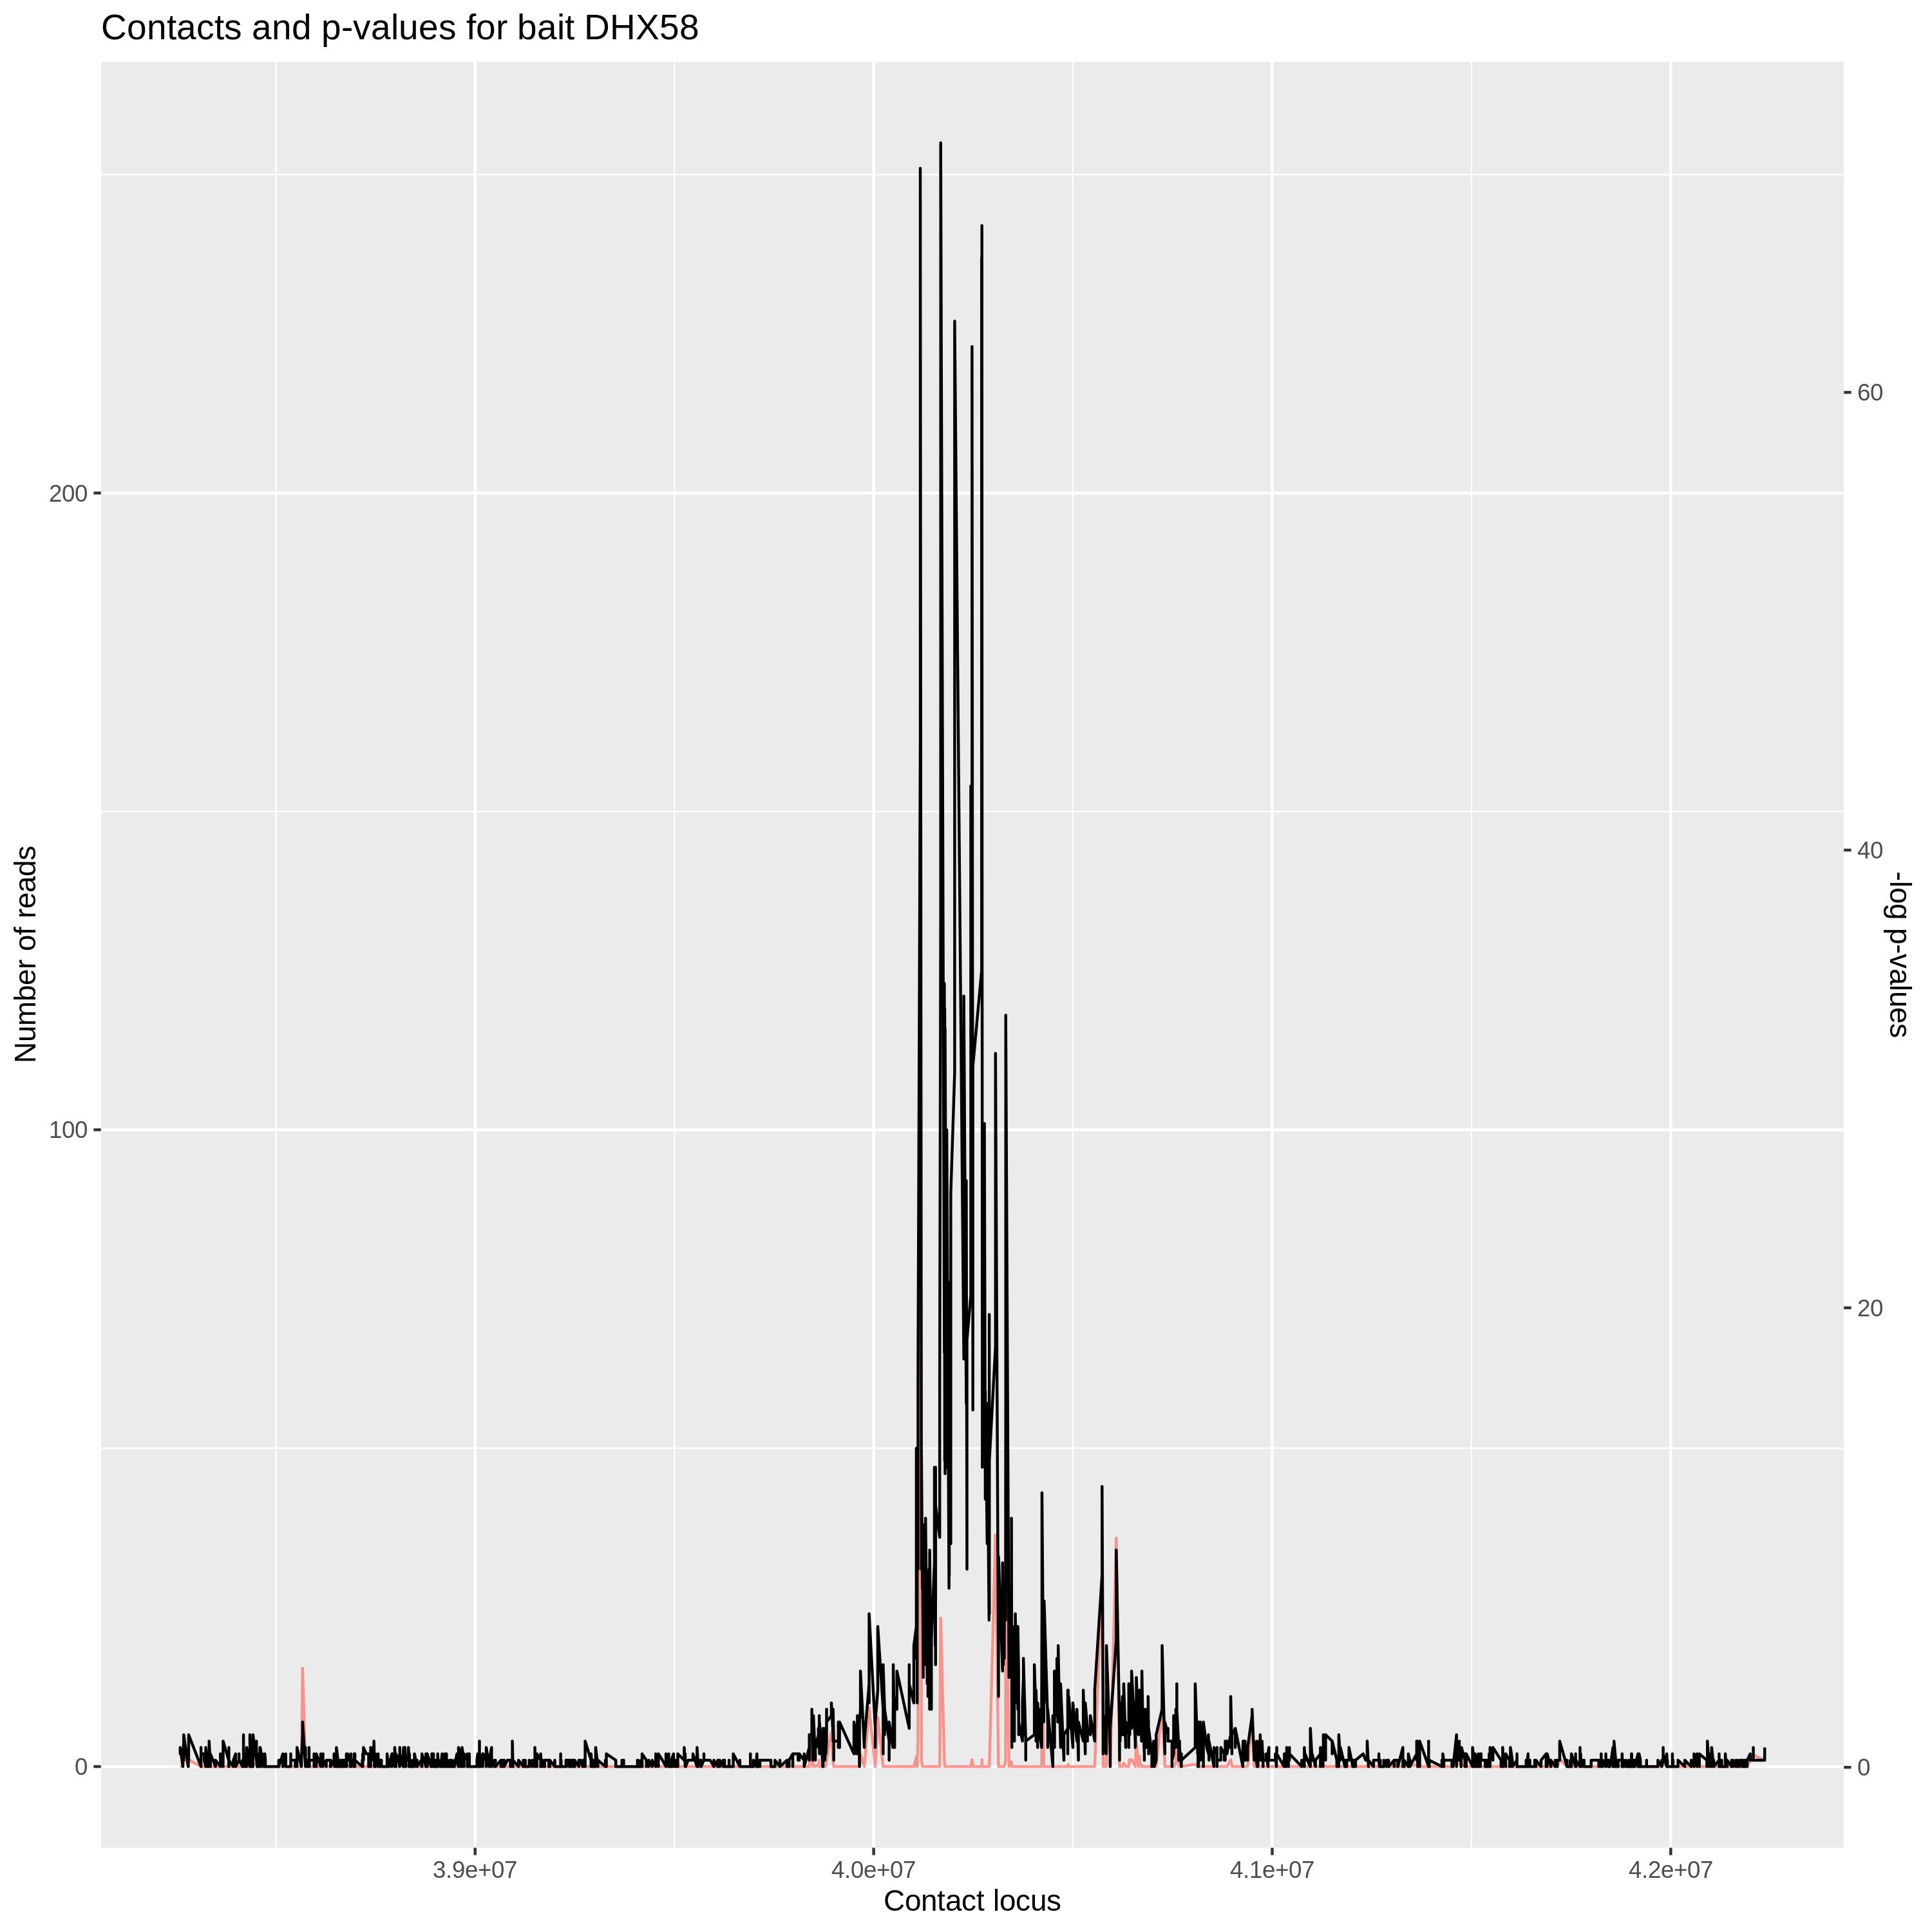 Contacts and p-values for bait DHX58
200
100
0
Number of reads
60
40
20
0
-log p-values
3.9e+07 4.0e+07 4.1e+07 4.2e+07
Contact locus